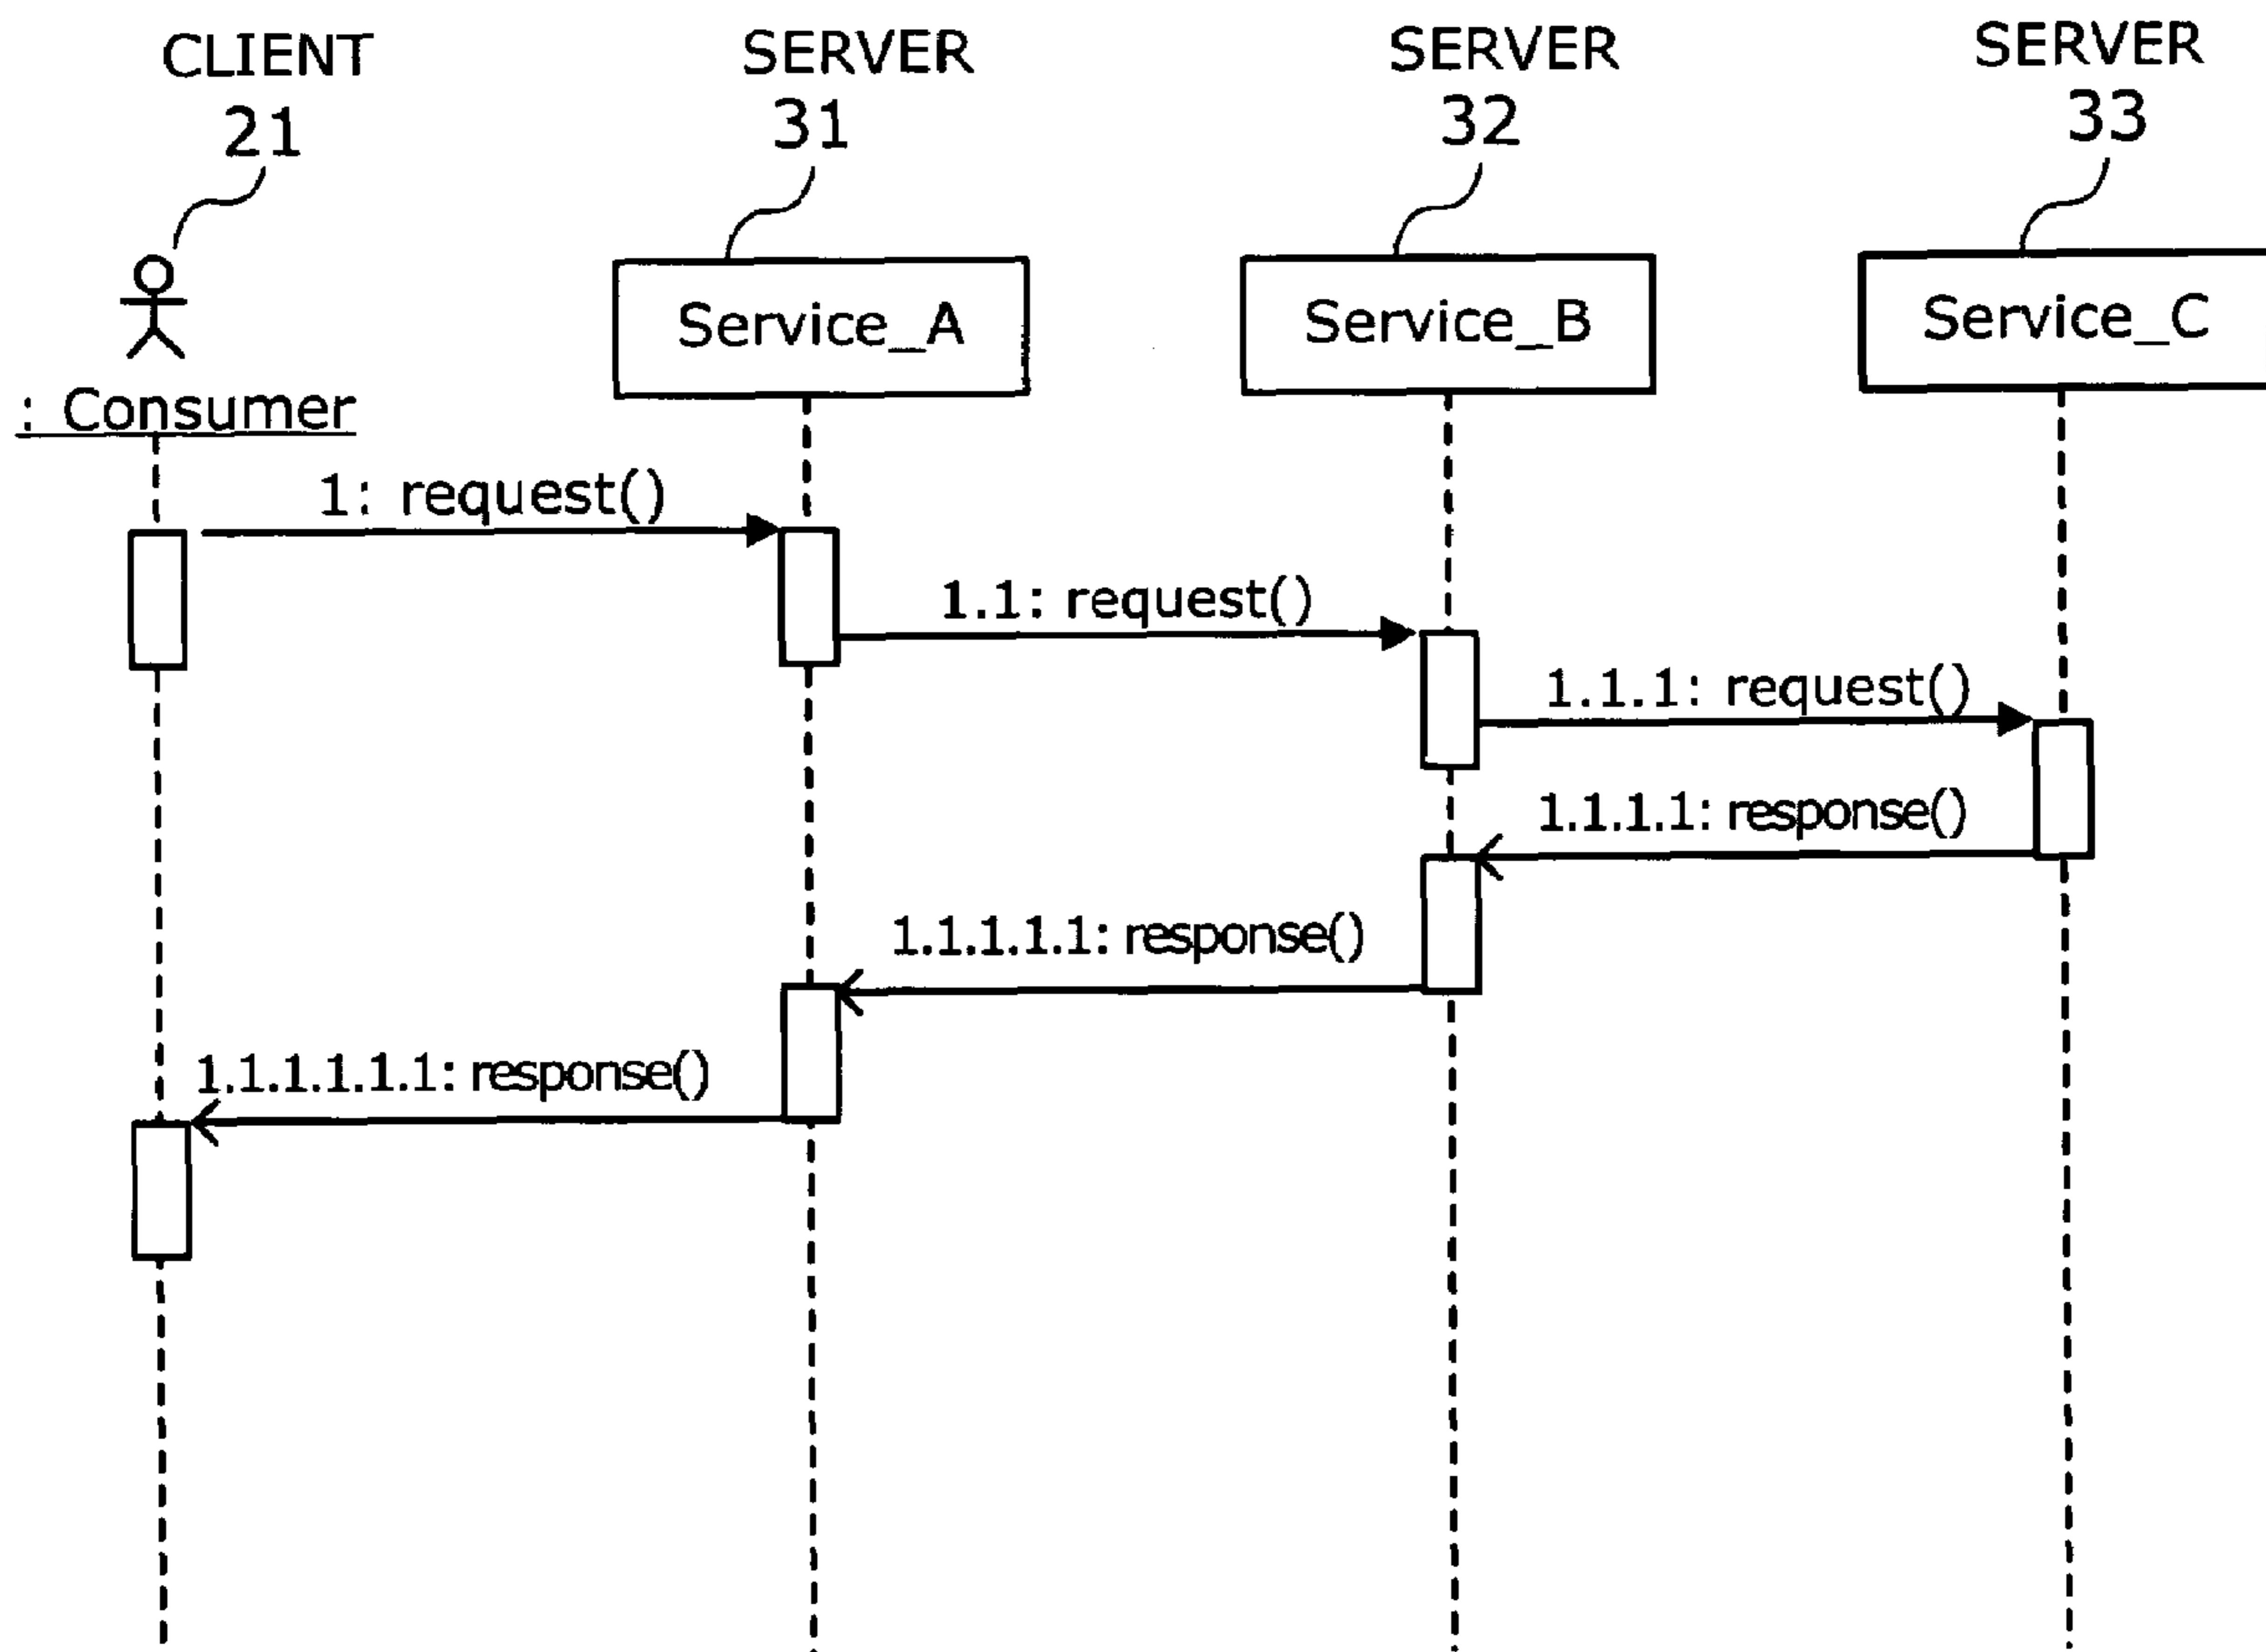 CLIENT
21
SERVER
31
SERVER
32
SERVER
33
: Consumer
Service_A
Service_B
Service_C
1: request()
1.1: request()
1.1.1: request()
1.1.1.1: response()
1.1.1.1.1: response()
1.1.1.1.1.1: response()